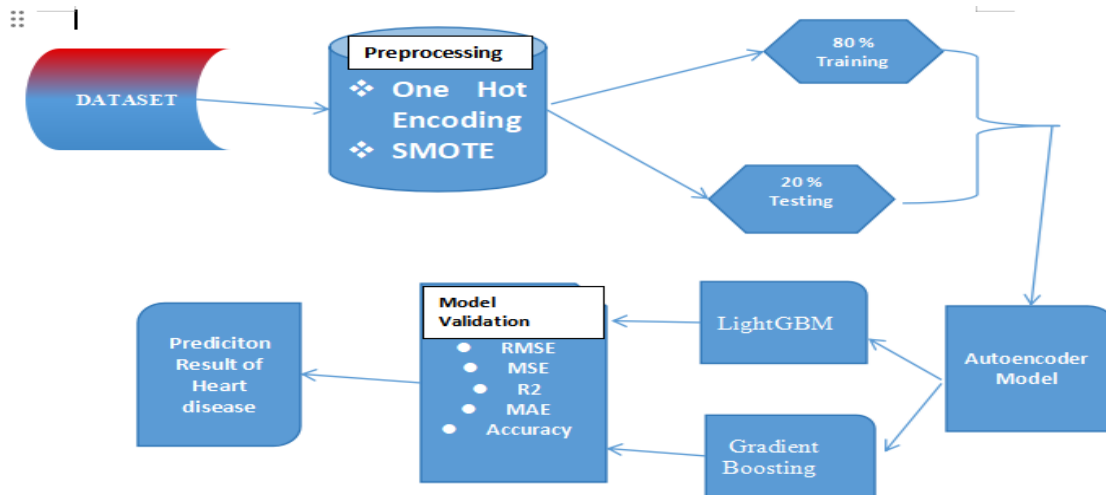 DATASET
Preprocessing
❖ One Hot
Encoding
❖ SMOTE
80 %
Training
20 %
Testing
Autoencoder
Model
LightGBM
Gradient
Boosting
Model
Validation
● RMSE
● MSE
● R2
● MAE
● Accuracy
Prediciton
Result of
Heart
disease